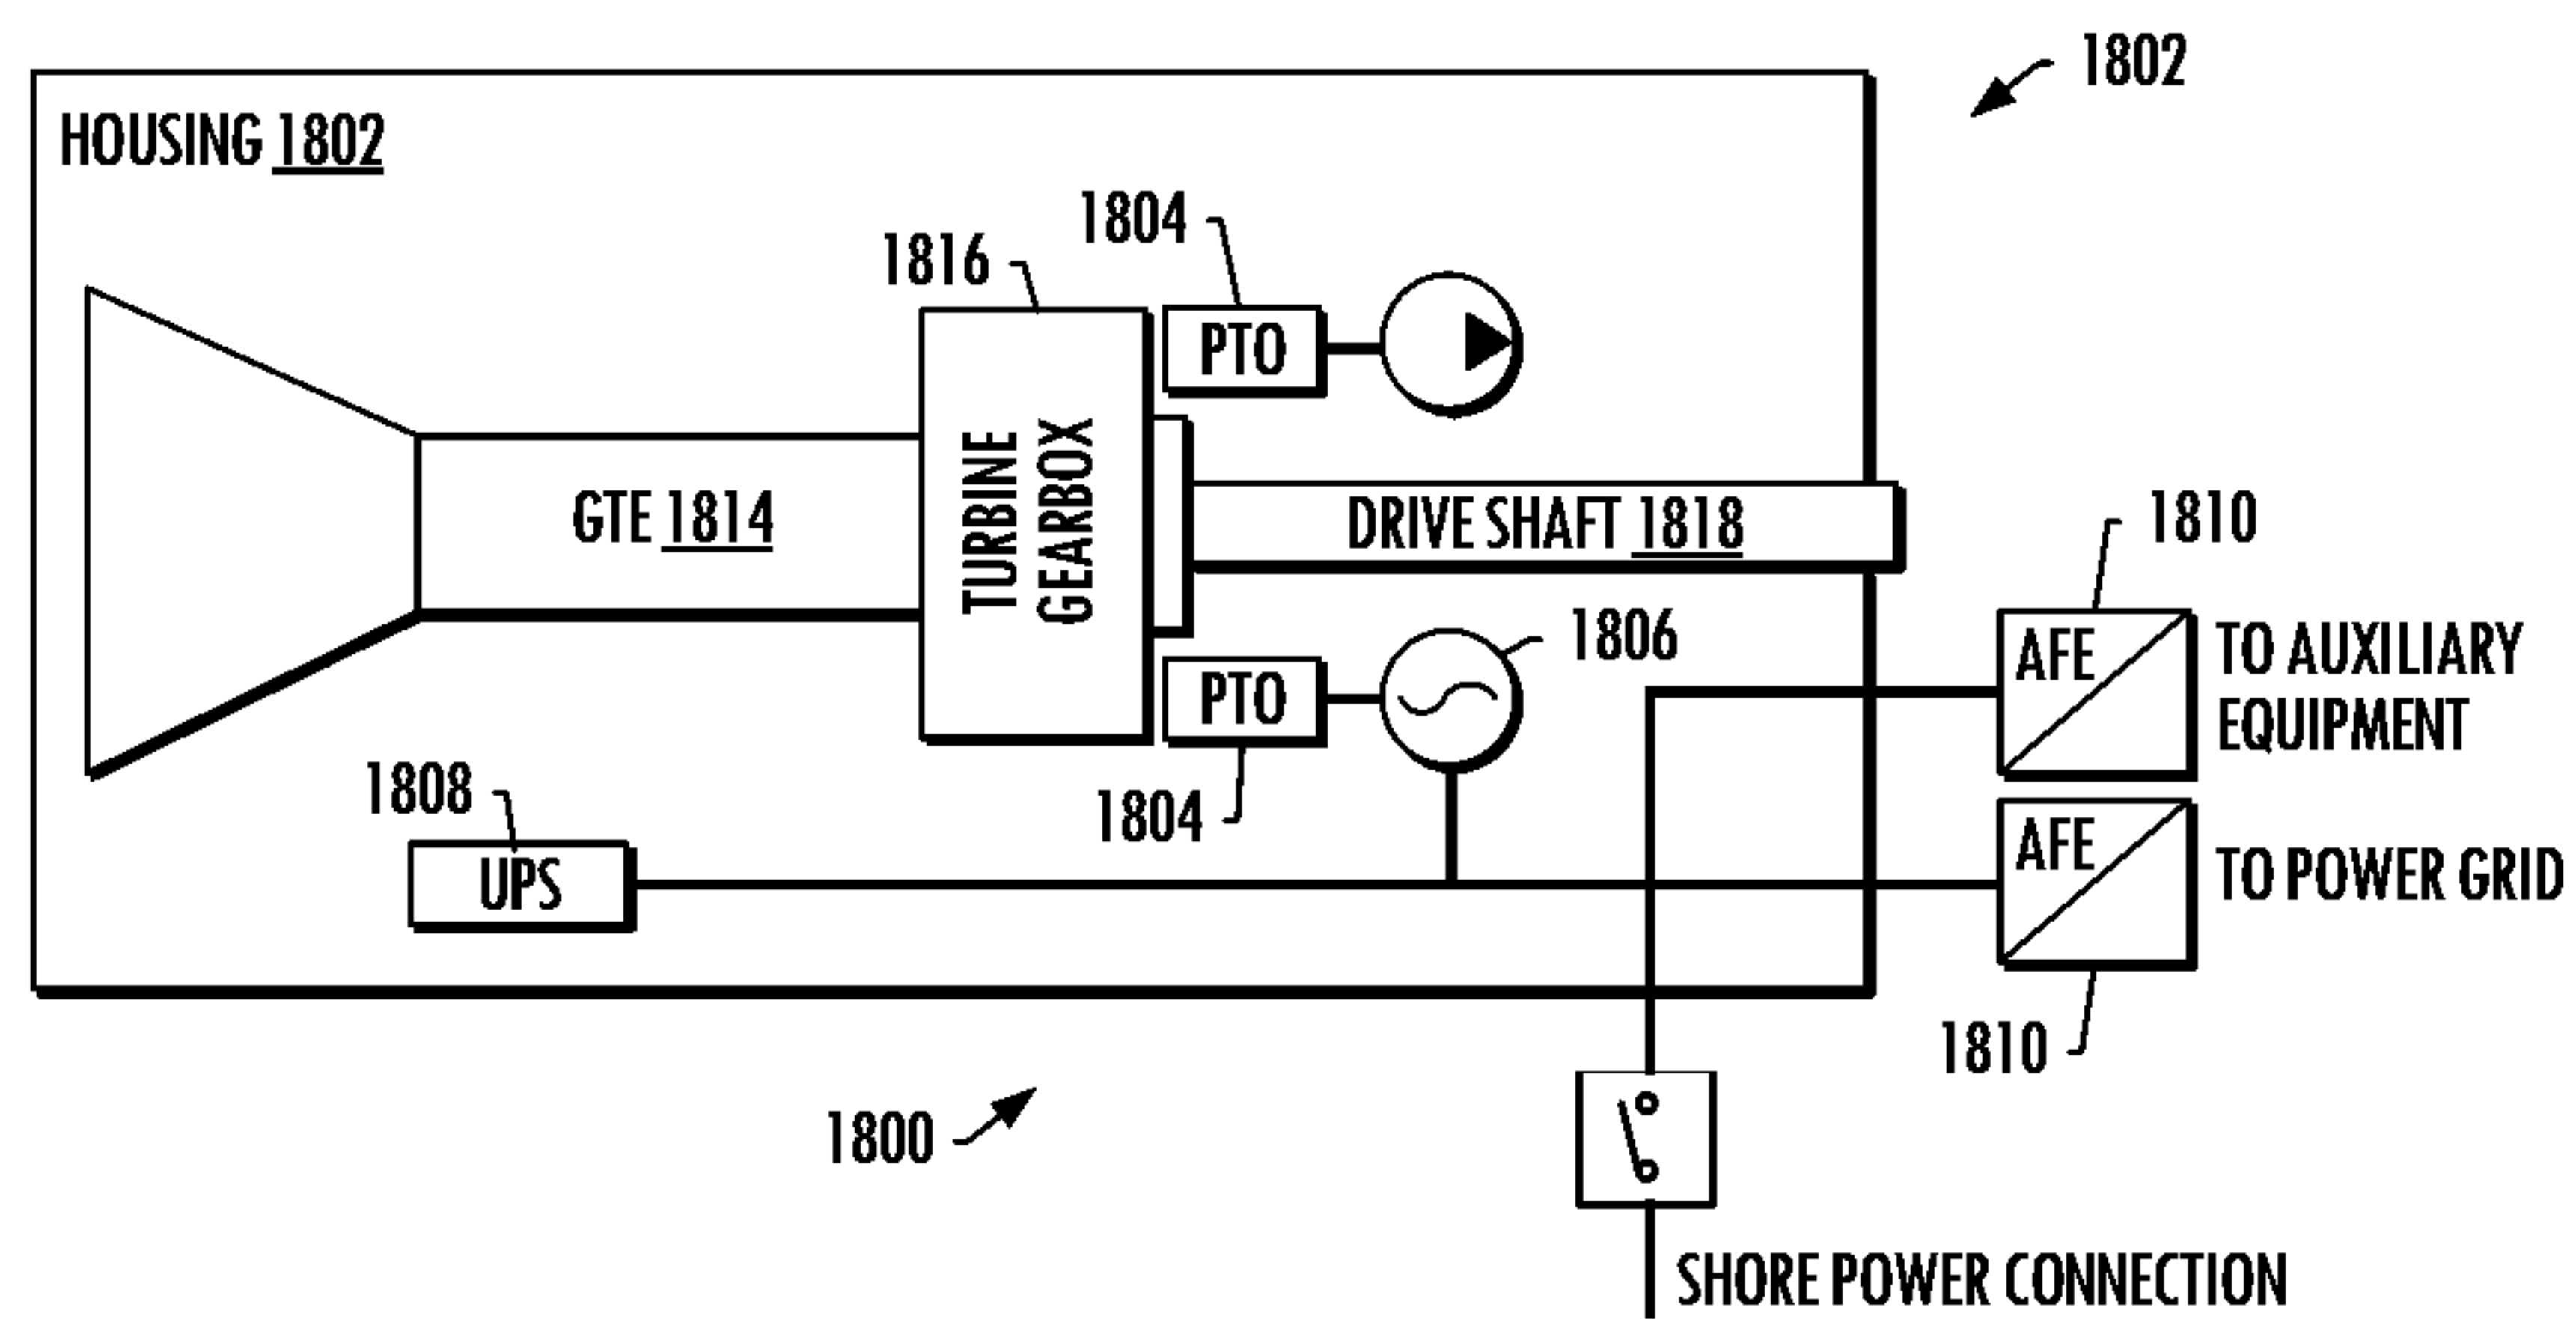 1802
HOUSING 1802
1804
1816
PTO
TURBINE
GEARBOX
GTE 1814
DRIVE SHAFT 1818
1810
1806
AFE
TO AUXILIARY
EQUIPMENT
PTO
1808
1804
UPS
AFE
TO POWER GRID
1810
1800
SHORE POWER CONNECTION